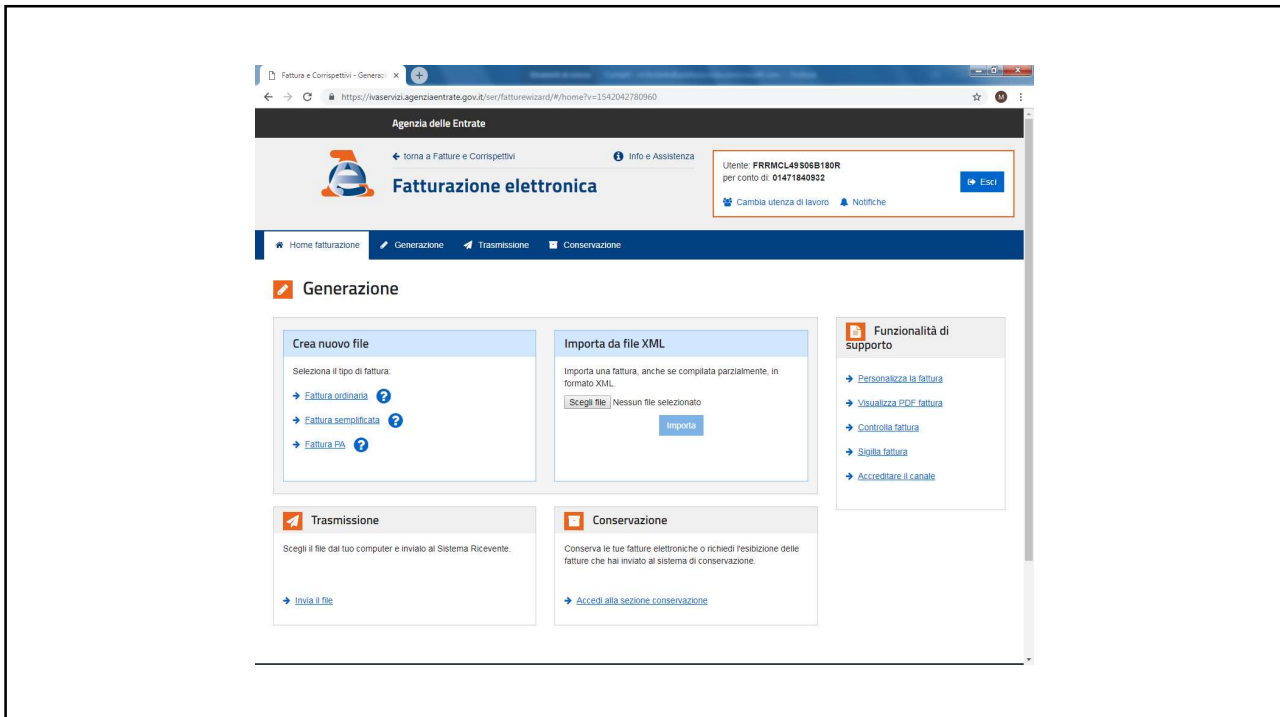 Fattura e Corrispettivi - Generaz
https://ivaservizi.agenziaentrate.gov.it/ser/fatturewizard/#/home?v=1542042780960
M
Agenzia delle Entrate
torna a Fatture e Corrispettivi
Info e Assistenza
Fatturazione elettronica
Utente: FRRMCL49S06B180R
per conto di: 01471840932
Cambia utenza di lavoro
Notifiche
Esci
Home fatturazione
Generazione
Trasmissione
Conservazione
Generazione
Crea nuovo file
Seleziona il tipo di fattura:
Fattura ordinaria ?
Fattura semplificata ?
Fattura PA ?
Importa da file XML
Importa una fattura, anche se compilata parzialmente, in
formato XML.
Scegli file Nessun file selezionato
Importa
Funzionalità di
supporto
Personalizza la fattura
Visualizza PDF fattura
Controlla fattura
Sigilla fattura
Accreditare il canale
Trasmissione
Scegli il file dal tuo computer e invialo al Sistema Ricevente.
Invia il file
Conservazione
Conserva le tue fatture elettroniche o richiedi l'esibizione delle
fatture che hai inviato al sistema di conservazione.
Accedi alla sezione conservazione